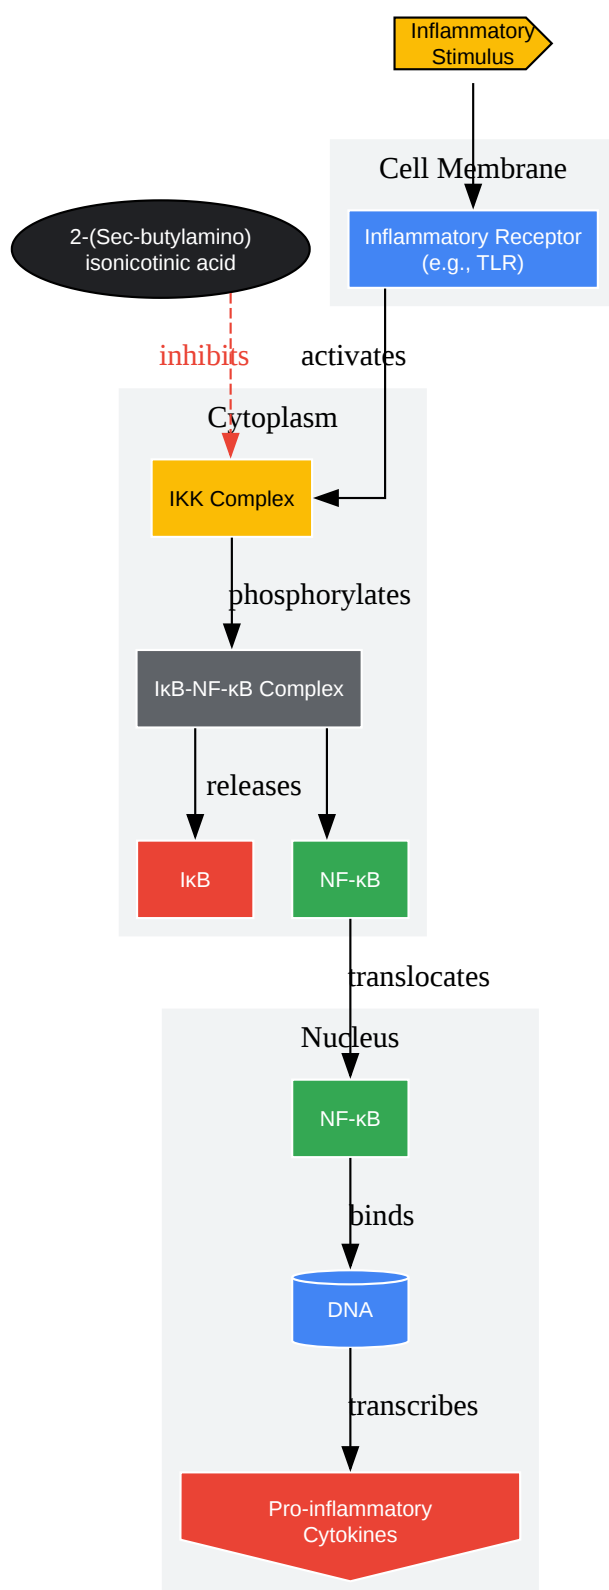 Inflammatory
Stimulus
Cell Membrane
2-(Sec-butylamino)
isonicotinic acid
Inflammatory Receptor
(e.g., TLR)
inhibits
activates
Cytoplasm
IKK Complex
phosphorylates
IκB-NF-κB Complex
releases
IκB
NF-κB
translocates
Nucleus
NF-κB
binds
DNA
transcribes
Pro-inflammatory
Cytokines